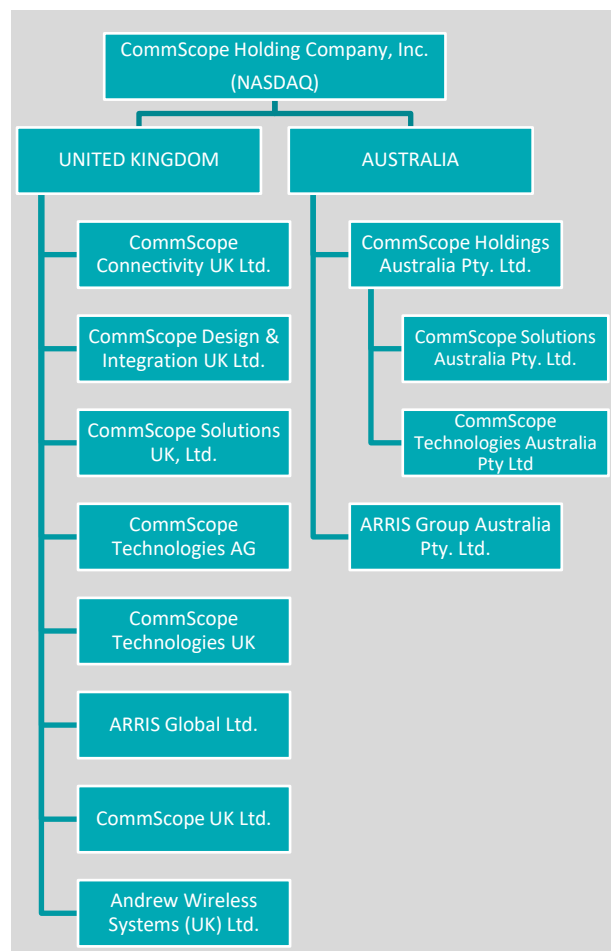 CommScope Holding Company, Inc.
(NASDAQ)
UNITED KINGDOM
CommScope
Connectivity UK Ltd.
CommScope Design &
Integration UK Ltd.
CommScope Solutions
UK, Ltd.
CommScope
Technologies AG
CommScope
Technologies UK
ARRIS Global Ltd.
CommScope UK Ltd.
Andrew Wireless
Systems (UK) Ltd.
AUSTRALIA
CommScope Holdings
Australia Pty. Ltd.
CommScope Solutions
Australia Pty. Ltd.
CommScope
Technologies Australia
Pty Ltd
ARRIS Group Australia
Pty. Ltd.